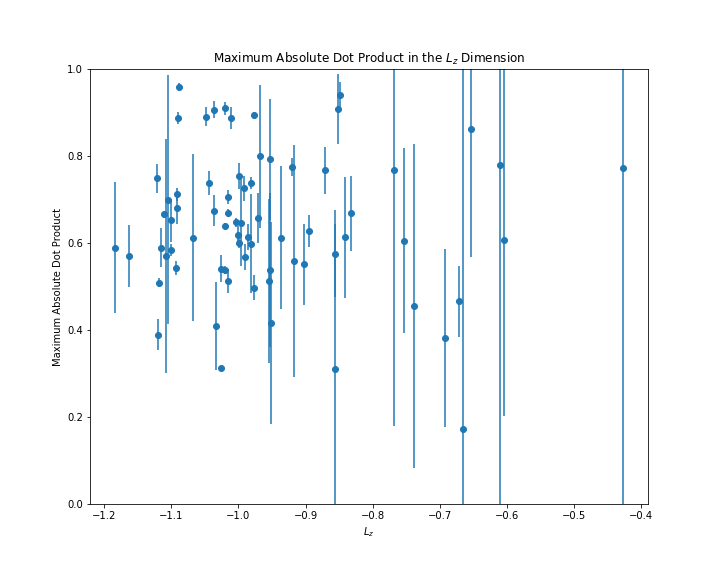 Maximum Absolute Dot Product in the L_z Dimension
Maximum Absolute Dot Product
1.0
0.8
0.6
0.4
0.2
0.0
−1.2 −1.1 −1.0 −0.9 −0.8 −0.7 −0.6 −0.5 −0.4
L_z